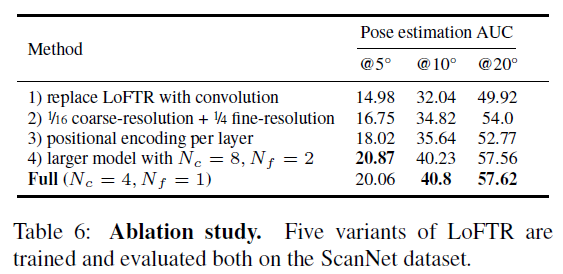 Method Pose estimation AUC
@5° @10° @20°
1) replace LoFTR with convolution 14.98 32.04 49.92
2) 1/16 coarse-resolution + 1/4 fine-resolution 16.75 34.82 54.0
3) positional encoding per layer 18.02 35.64 52.77
4) larger model with N_c = 8, N_f = 2 20.87 40.23 57.56
Full (N_c = 4, N_f = 1) 20.06 40.8 57.62
Table 6: Ablation study. Five variants of LoFTR are
trained and evaluated both on the ScanNet dataset.